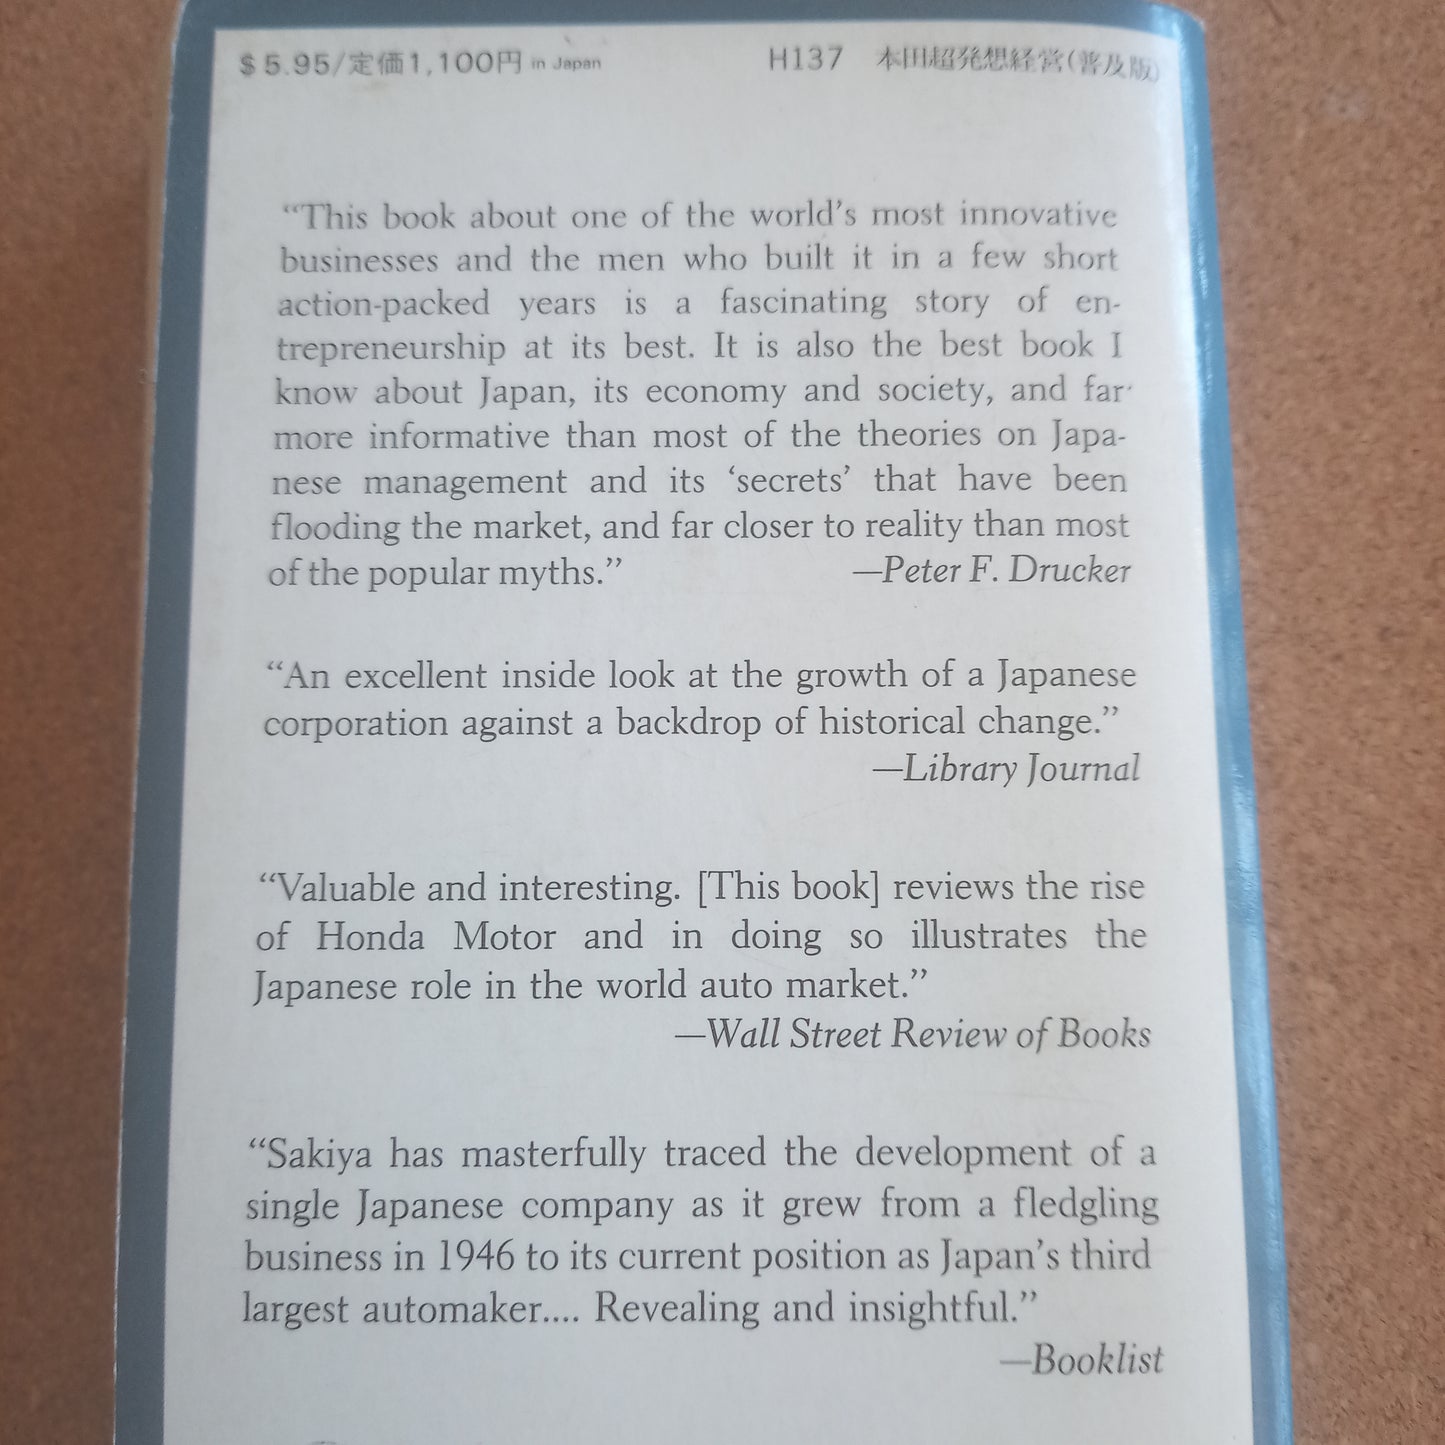 $5.95/定価1,100円 in Japan H137 本田超発想経営(普及版)
“This book about one of the world’s most innovative
businesses and the men who built it in a few short
action-packed years is a fascinating story of en-
trepreneurship at its best. It is also the best book I
know about Japan, its economy and society, and far
more informative than most of the theories on Japa-
nese management and its ‘secrets’ that have been
flooding the market, and far closer to reality than most
of the popular myths.” —Peter F. Drucker
“An excellent inside look at the growth of a Japanese
corporation against a backdrop of historical change.”
—Library Journal
“Valuable and interesting. [This book] reviews the rise
of Honda Motor and in doing so illustrates the
Japanese role in the world auto market.”
—Wall Street Review of Books
“Sakiya has masterfully traced the development of a
single Japanese company as it grew from a fledgling
business in 1946 to its current position as Japan’s third
largest automaker.... Revealing and insightful.”
—Booklist